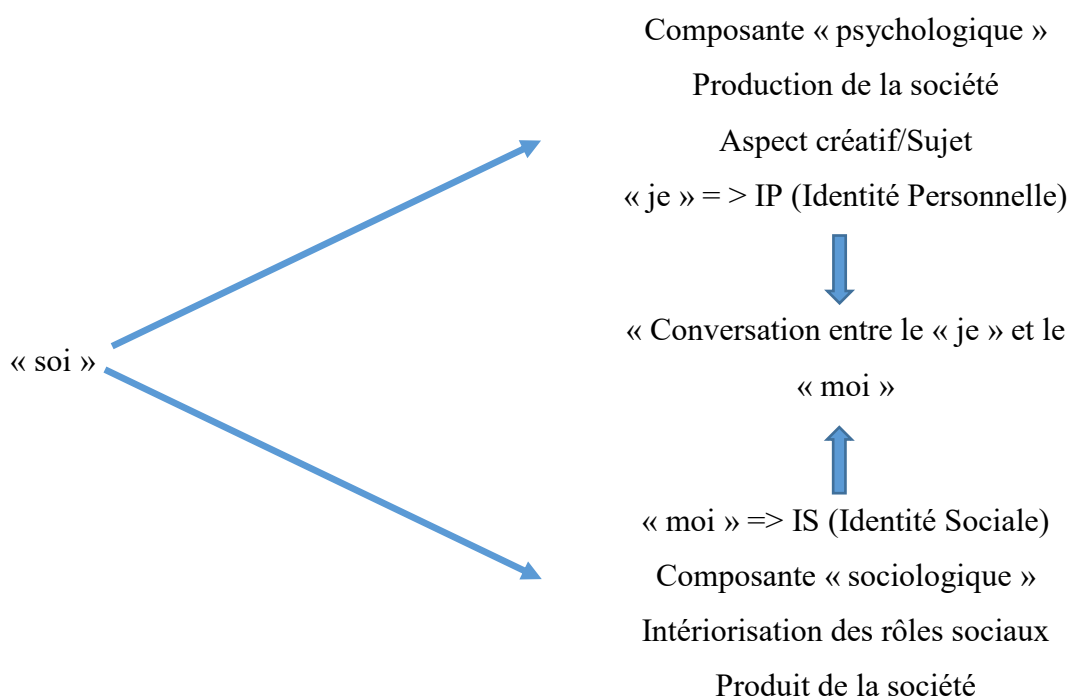 Composante « psychologique »
Production de la société
Aspect créatif/Sujet
« je » = > IP (Identité Personnelle)
« Conversation entre le « je » et le
« moi »
« soi »
« moi » => IS (Identité Sociale)
Composante « sociologique »
Intériorisation des rôles sociaux
Produit de la société